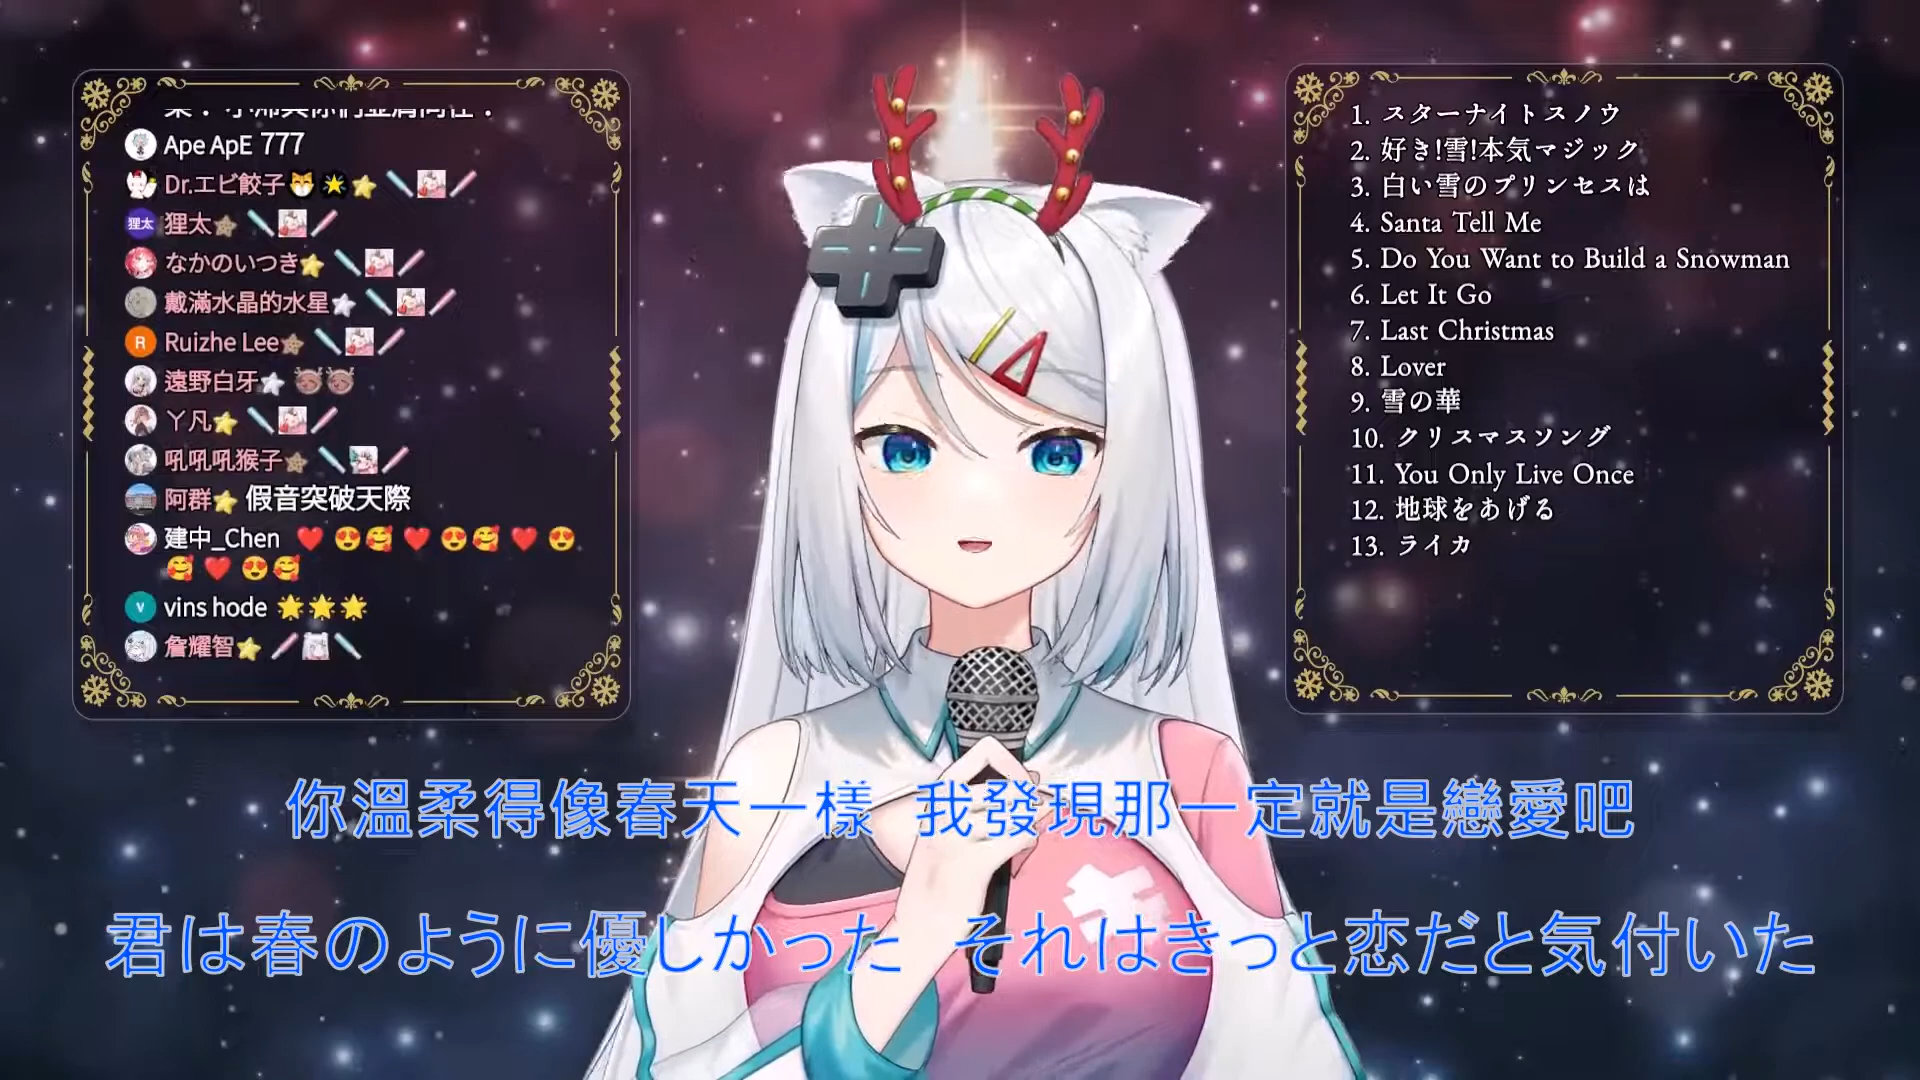 Ape ApE 777
Dr.エビ餃子
狸太 狸太
なかのいつき
戴滿水晶的水星
R Ruizhe Lee
遠野白牙
丫凡
吼吼吼猴子
阿群 假音突破天際
建中_Chen
V vins hode
詹耀智
1. スターナイトスノウ
2. 好き!雪!本気マジック
3. 白い雪のプリンセスは
4. Santa Tell Me
5. Do You Want to Build a Snowman
6. Let It Go
7. Last Christmas
8. Lover
9. 雪の華
10. クリスマスソング
11. You Only Live Once
12. 地球をあげる
13. ライカ
你溫柔得像春天一樣 我發現那一定就是戀愛吧
君は春のように優しかった それはきっと恋だと気付いた